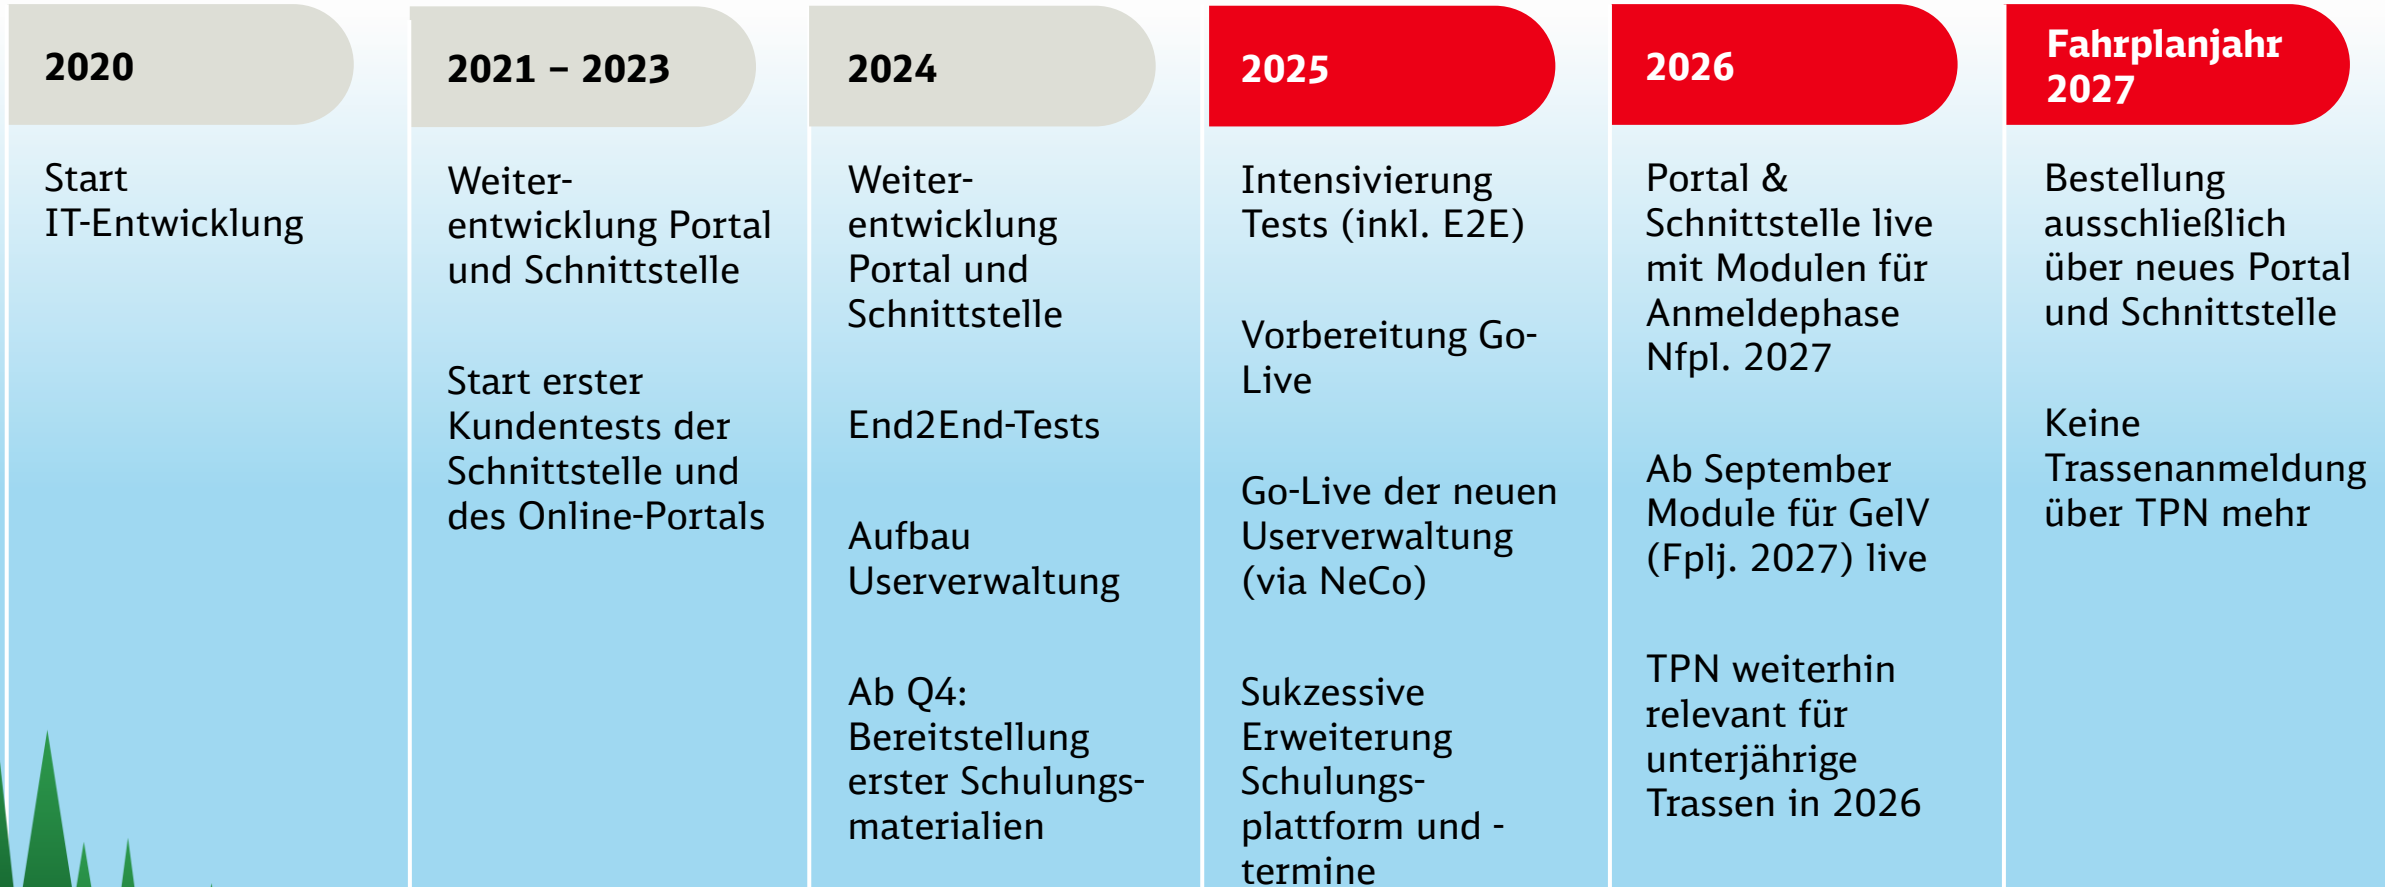 2020
Start
IT-Entwicklung
2021 – 2023
Weiter-
entwicklung Portal
und Schnittstelle
Start erster
Kundentests der
Schnittstelle und
des Online-Portals
2024
Weiter-
entwicklung
Portal und
Schnittstelle
End2End-Tests
Aufbau
Userverwaltung
Ab Q4:
Bereitstellung
erster Schulungs-
materialien
2025
Intensivierung
Tests (inkl. E2E)
Vorbereitung Go-
Live
Go-Live der neuen
Userverwaltung
(via NeCo)
Sukzessive
Erweiterung
Schulungs-
plattform und -
termine
2026
Portal &
Schnittstelle live
mit Modulen für
Anmeldephase
Nfpl. 2027
Ab September
Module für GelV
(Fplj. 2027) live
TPN weiterhin
relevant für
unterjährige
Trassen in 2026
Fahrplanjahr
2027
Bestellung
ausschließlich
über neues Portal
und Schnittstelle
Keine
Trassenanmeldung
über TPN mehr